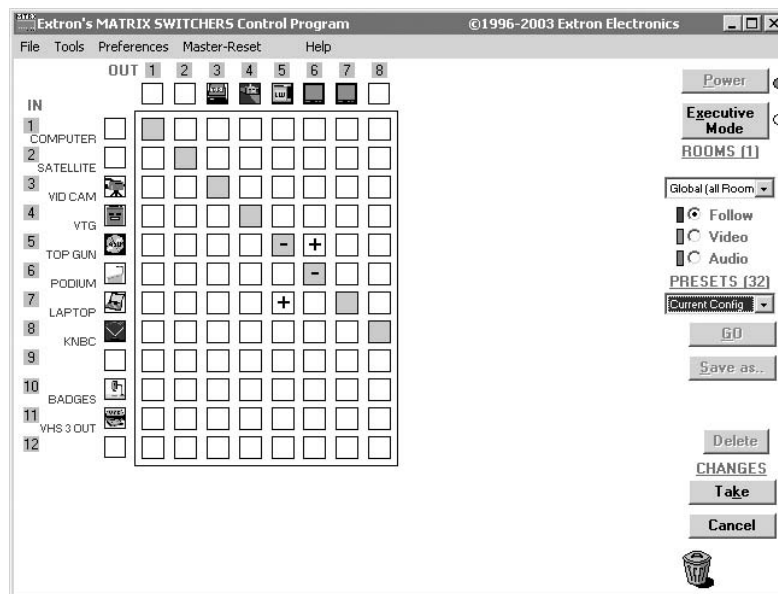 Extron's MATRIX SWITCHERS Control Program ©1996-2003 Extron Electronics
File Tools Preferences Master-Reset Help
OUT 1 2 3 4 5 6 7 8
IN
1
COMPUTER
2
SATELLITE
3
VID CAM
4
VTG
5
TOP GUN - +
6
PODIUM -
7
LAPTOP +
8
KNBC
9
10
BADGES
11
VHS 3 OUT
12
Power
Executive
Mode
ROOMS (1)
Global (all Room
Follow
Video
Audio
PRESETS (32)
Current Config
GO
Save as..
Delete
CHANGES
Take
Cancel